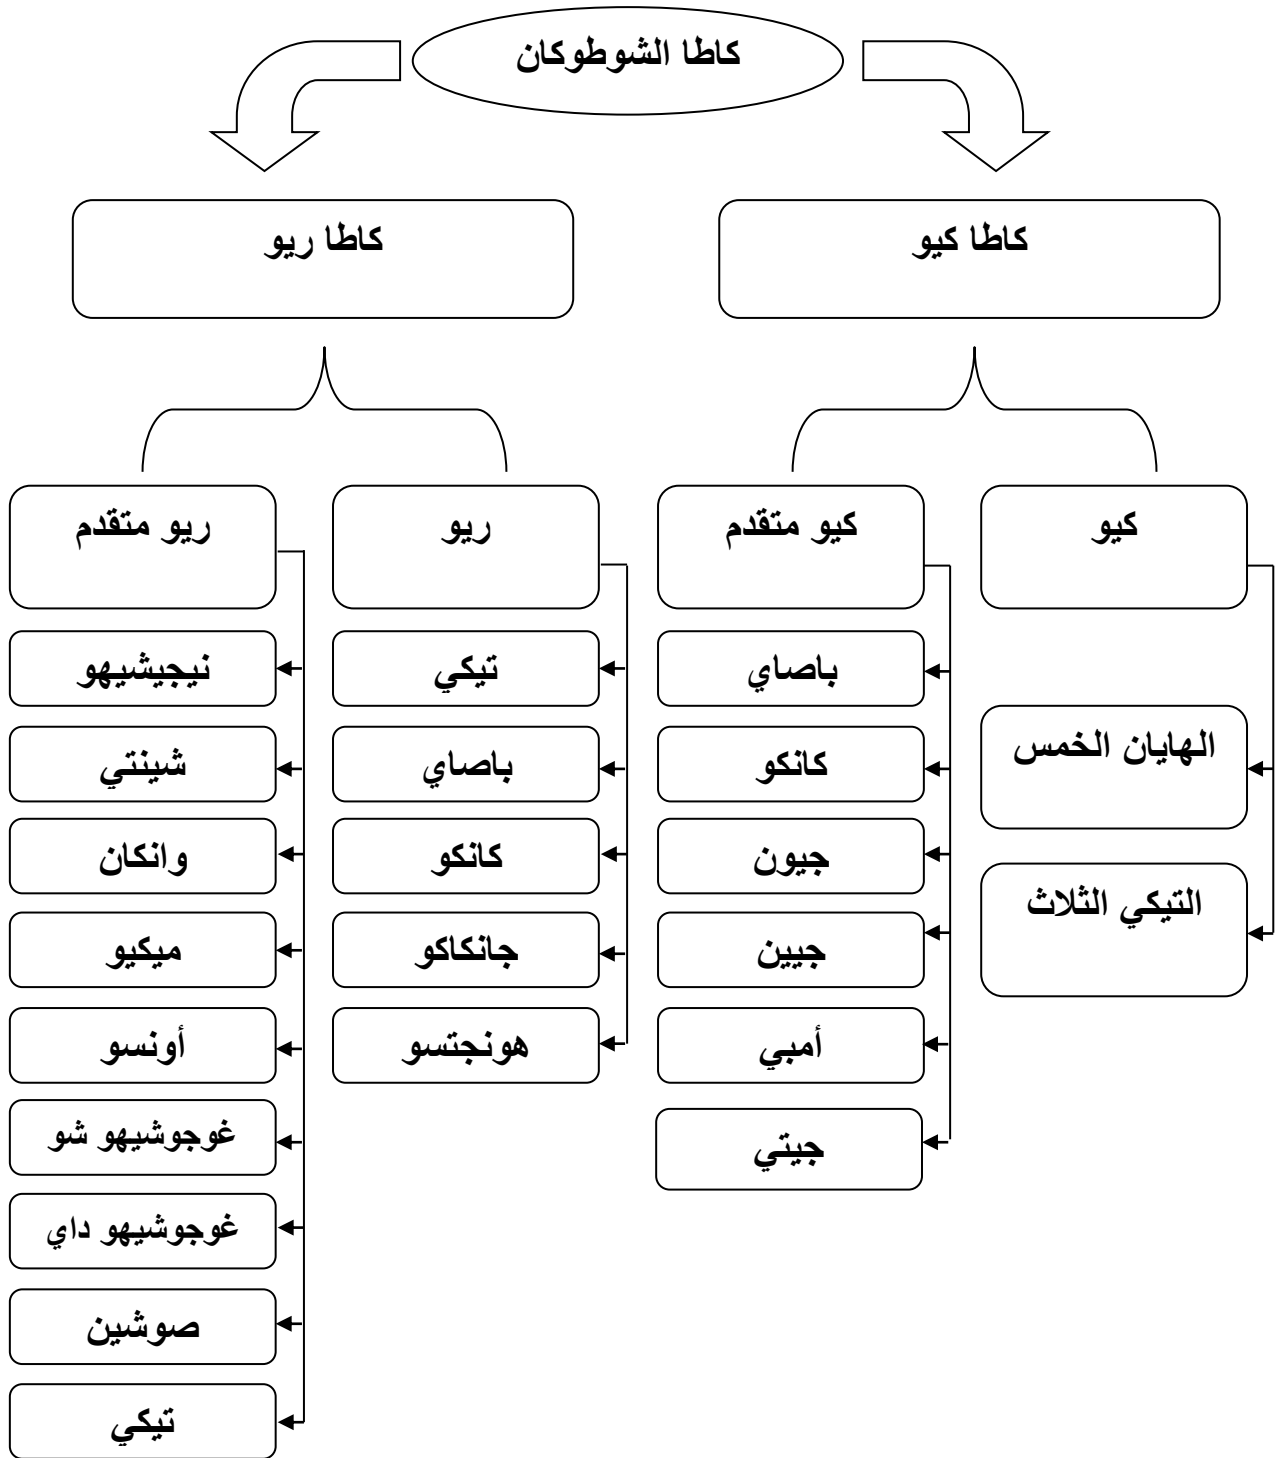 كاطا الشوطوكان
كاطا كيو
كاطا ريو
كيو
كيو متقدم
ريو
ريو متقدم
الهايان الخمس
التيكي الثلاث
باصاي
كانكو
جيون
جيين
أمبي
جيتي
تيكي
باصاي
كانكو
جانكاكو
هونجتسو
نيجيشيهو
شينتي
وانكان
ميكيو
أونسو
غوجوشيهو شو
غوجوشيهو داي
صوشين
تيكي